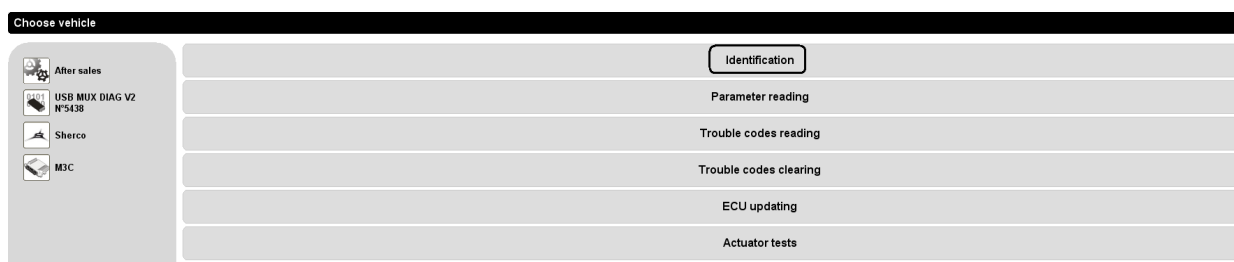 Choose vehicle
After sales
USB MUX DIAG V2
N°5438
Sherco
M3C
Identification
Parameter reading
Trouble codes reading
Trouble codes clearing
ECU updating
Actuator tests